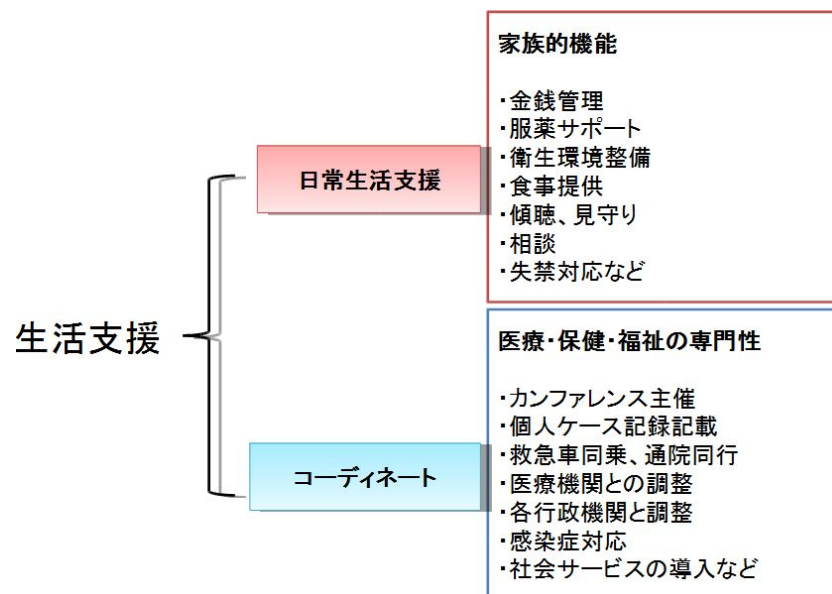 生活支援
日常生活支援
家族的機能
・金銭管理
・服薬サポート
・衛生環境整備
・食事提供
・傾聴、見守り
・相談
・失禁対応など
コーディネート
医療・保健・福祉の専門性
・カンファレンス主催
・個人ケース記録記載
・救急車同乗、通院同行
・医療機関との調整
・各行政機関と調整
・感染症対応
・社会サービスの導入など